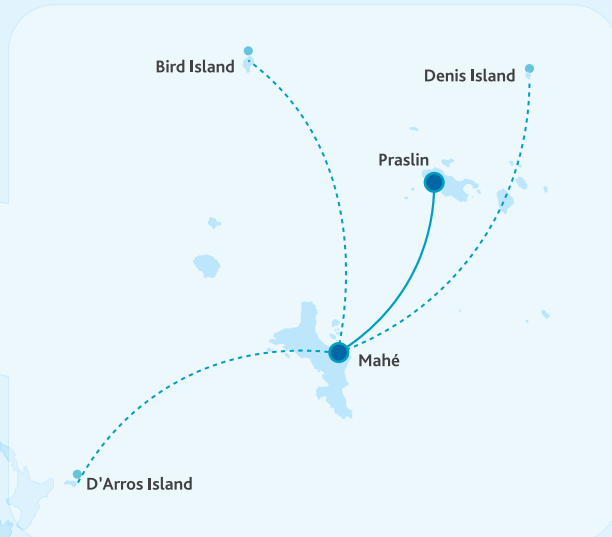 Bird Island
Denis Island
Praslin
Mahé
D'Arros Island